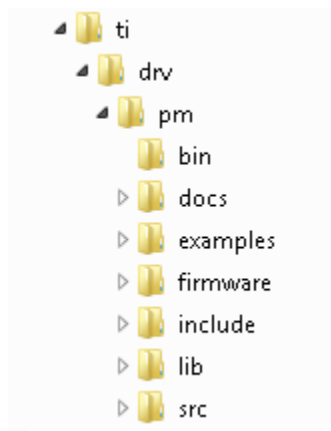 ti
drv
pm
bin
docs
examples
firmware
include
lib
src